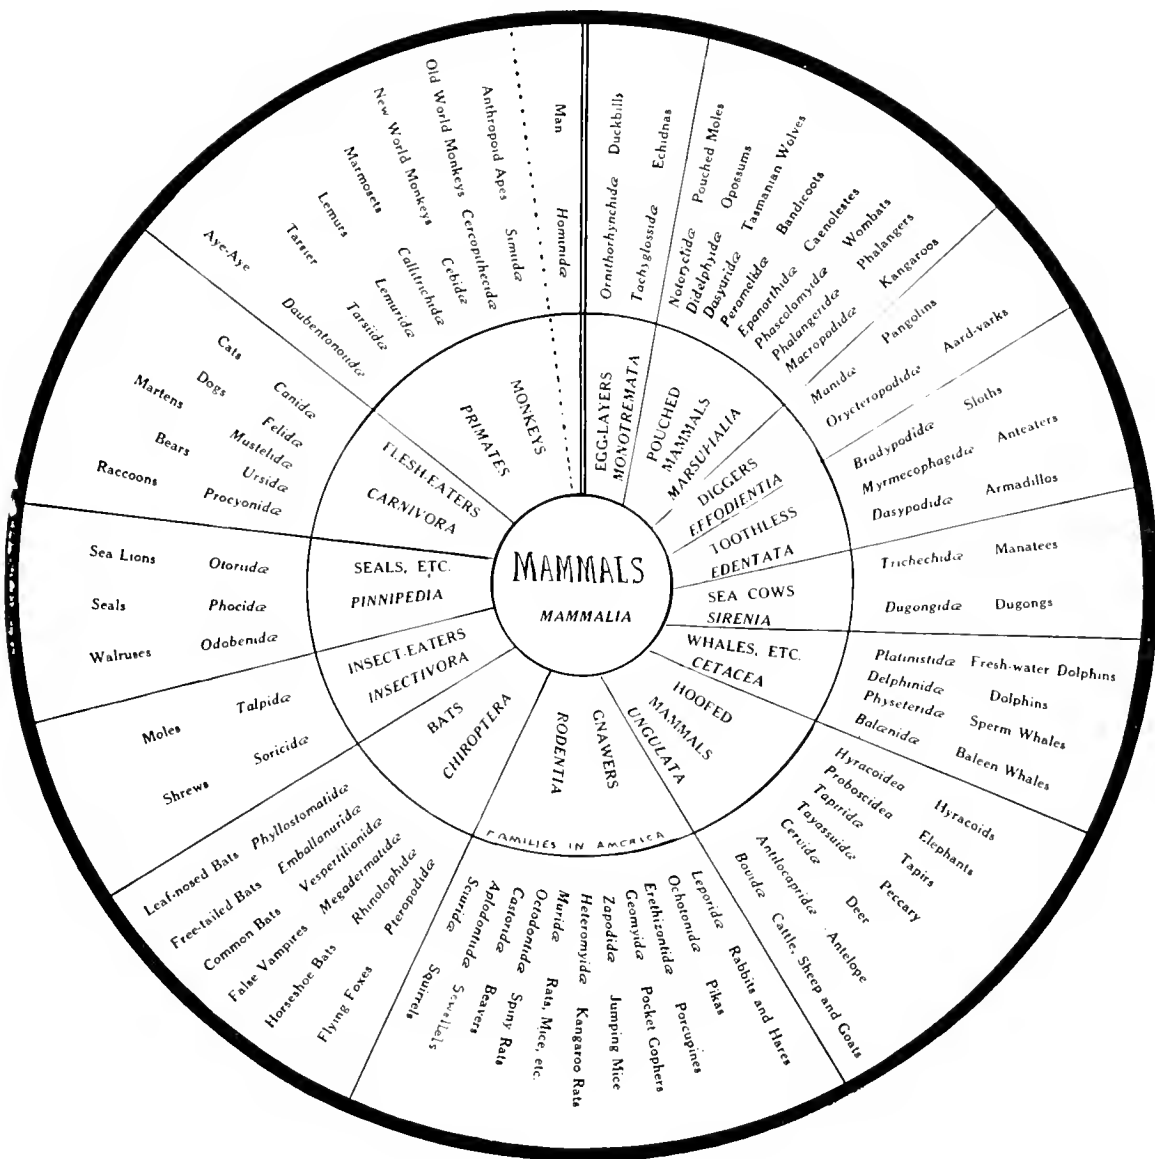 MAMMALS
MAMMALIA
EGG-LAYERS
MONOTREMATA
Ornithorhynchidæ Duckbills
Tachyglossidæ Echidnas
POUCHED
MAMMALS
MARSUPIALIA
Notoryctidæ Pouched Moles
Didelphyidæ Opossums
Dasyuridæ Tasmanian Wolves
Peramelidæ Bandicoots
Epanorthidæ Caenolestes
Phascolomyidæ Wombats
Phalangeridæ Phalangers
Macropodidæ Kangaroos
DIGGERS
EFFODIENTIA
Manidæ Pangolins
Orycteropodidæ Aard-varks
TOOTHLESS
EDENTATA
Bradypodidæ Sloths
Myrmecophagidæ Anteaters
Dasypodidæ Armadillos
SEA COWS
SIRENIA
Trichechidæ Manatees
Dugongidæ Dugongs
WHALES, ETC.
CETACEA
Platinistidæ Fresh-water Dolphins
Delphinidæ Dolphins
Physeteridæ Sperm Whales
Balænidæ Baleen Whales
HOOFED
MAMMALS
UNGULATA
Hyracoidea Hyracoids
Proboscidea Elephants
Tapiridæ Tapirs
Tayassuidæ Peccary
Cervidæ Deer
Antilocapridæ Antelope
Bovidæ Cattle, Sheep and Goats
GNAWERS
RODENTIA
FAMILIES IN AMERICA
Leporidæ Rabbits and Hares
Ochotonidæ Pikas
Erethizontidæ Porcupines
Geomyidæ Pocket Gophers
Zapodidæ Jumping Mice
Heteromyidæ Kangaroo Rats
Muridæ Rats, Mice, etc.
Octodontidæ Spiny Rats
Castoridæ Beavers
Aplodontiidæ Sewellels
Sciuridæ Squirrels
BATS
CHIROPTERA
Pteropodidæ Flying Foxes
Rhinolophidæ Horseshoe Bats
Megadermatidæ False Vampires
Vespertilionidæ Common Bats
Emballanuridæ Free-tailed Bats
Phyllostomatidæ Leaf-nosed Bats
INSECT-EATERS
INSECTIVORA
Shrews Soricidæ
Moles Talpidæ
SEALS, ETC.
PINNIPEDIA
Walruses Odobenidæ
Seals Phocidæ
Sea Lions Otoriidæ
FLESH-EATERS
CARNIVORA
Raccoons Procyonidæ
Bears Ursidæ
Martens Mustelidæ
Dogs Felidæ
Cats Canidæ
MONKEYS
PRIMATES
Aye-Aye Daubentonoiidæ
Tarsier Tarsiidæ
Lemurs Lemuridæ
Marmosets Callitrichidæ
New World Monkeys Cebidæ
Old World Monkeys Cercopithecidæ
Anthropoid Apes Simiidæ
Man Hominidæ